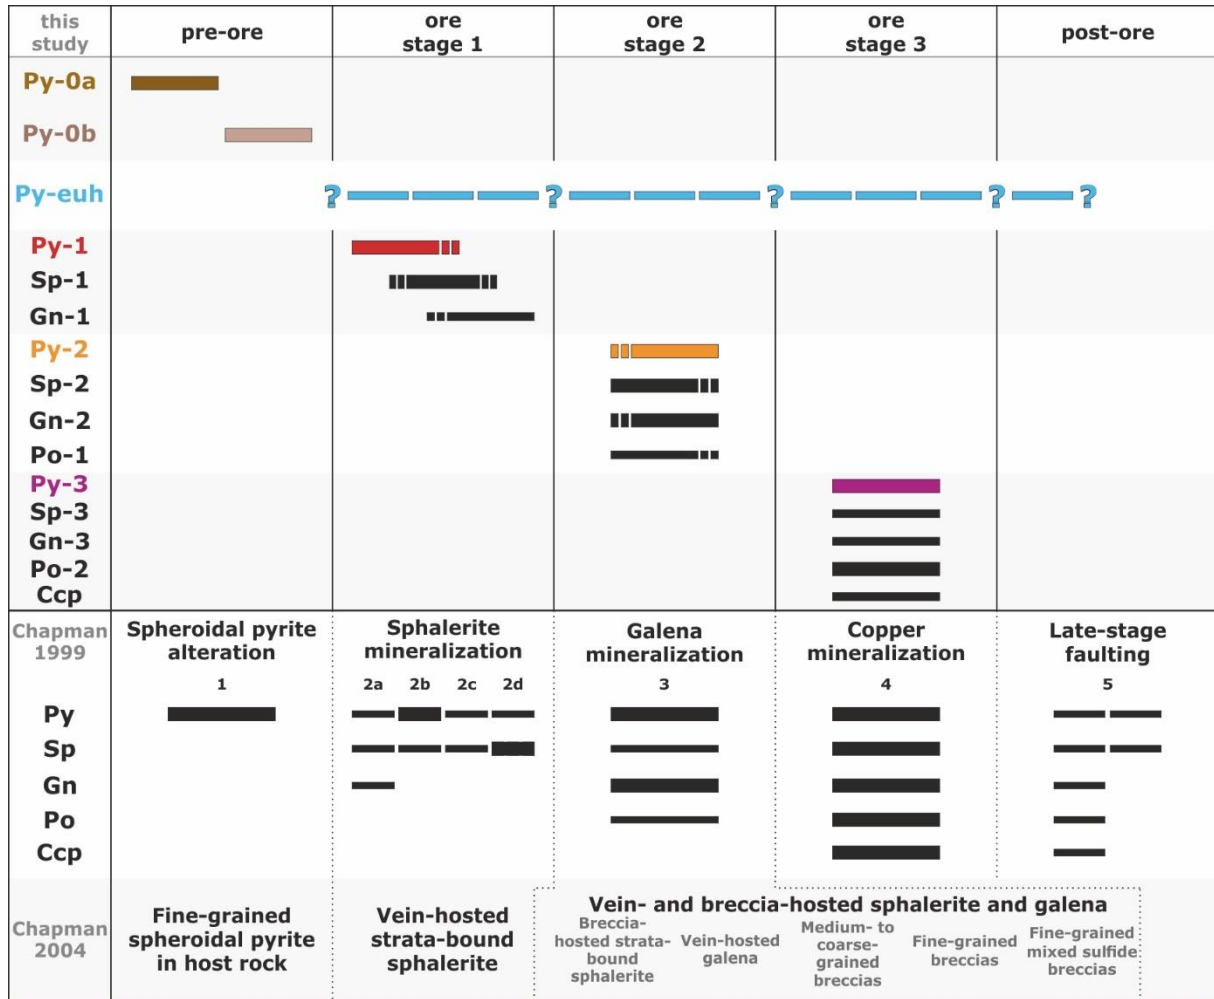 this study
pre-ore
ore stage 1
ore stage 2
ore stage 3
post-ore
Py-0a
Py-0b
Py-euh
? ? ? ? ?
Py-1
Sp-1
Gn-1
Py-2
Sp-2
Gn-2
Po-1
Py-3
Sp-3
Gn-3
Po-2
Ccp
Chapman 1999
Spheroidal pyrite alteration
1
Sphalerite mineralization
2a 2b 2c 2d
Galena mineralization
3
Copper mineralization
4
Late-stage faulting
5
Py
Sp
Gn
Po
Ccp
Chapman 2004
Fine-grained spheroidal pyrite in host rock
Vein-hosted strata-bound sphalerite
Vein- and breccia-hosted sphalerite and galena
Breccia-hosted strata-bound sphalerite
Vein-hosted galena
Medium- to coarse-grained breccias
Fine-grained breccias
Fine-grained mixed sulfide breccias